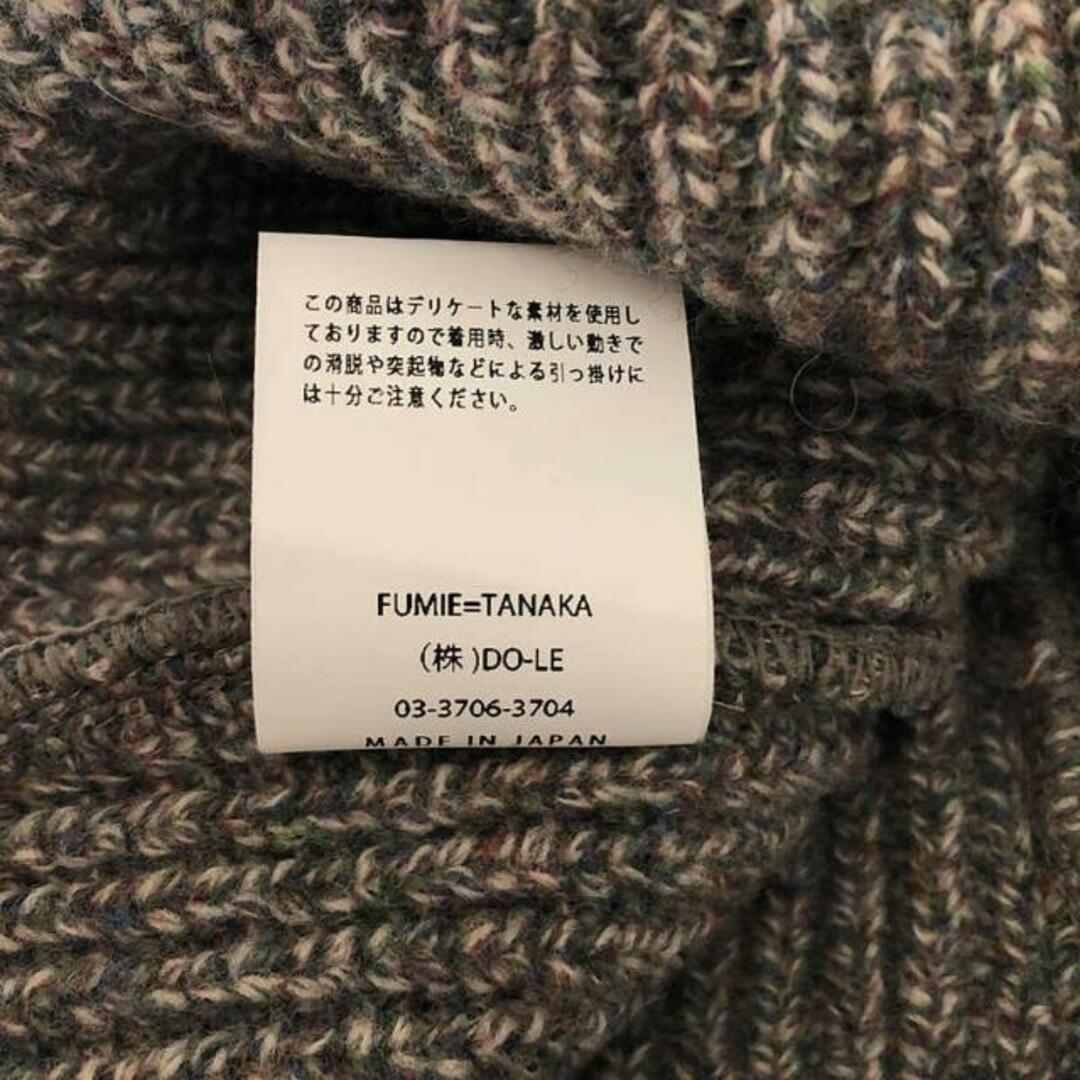 この商品はデリケートな素材を使用し
ておりますので着用時、激しい動きで
の滑脱や突起物などによる引っ掛けに
は十分ご注意ください。
FUMIE=TANAKA
(株)DO-LE
03-3706-3704
MADE IN JAPAN